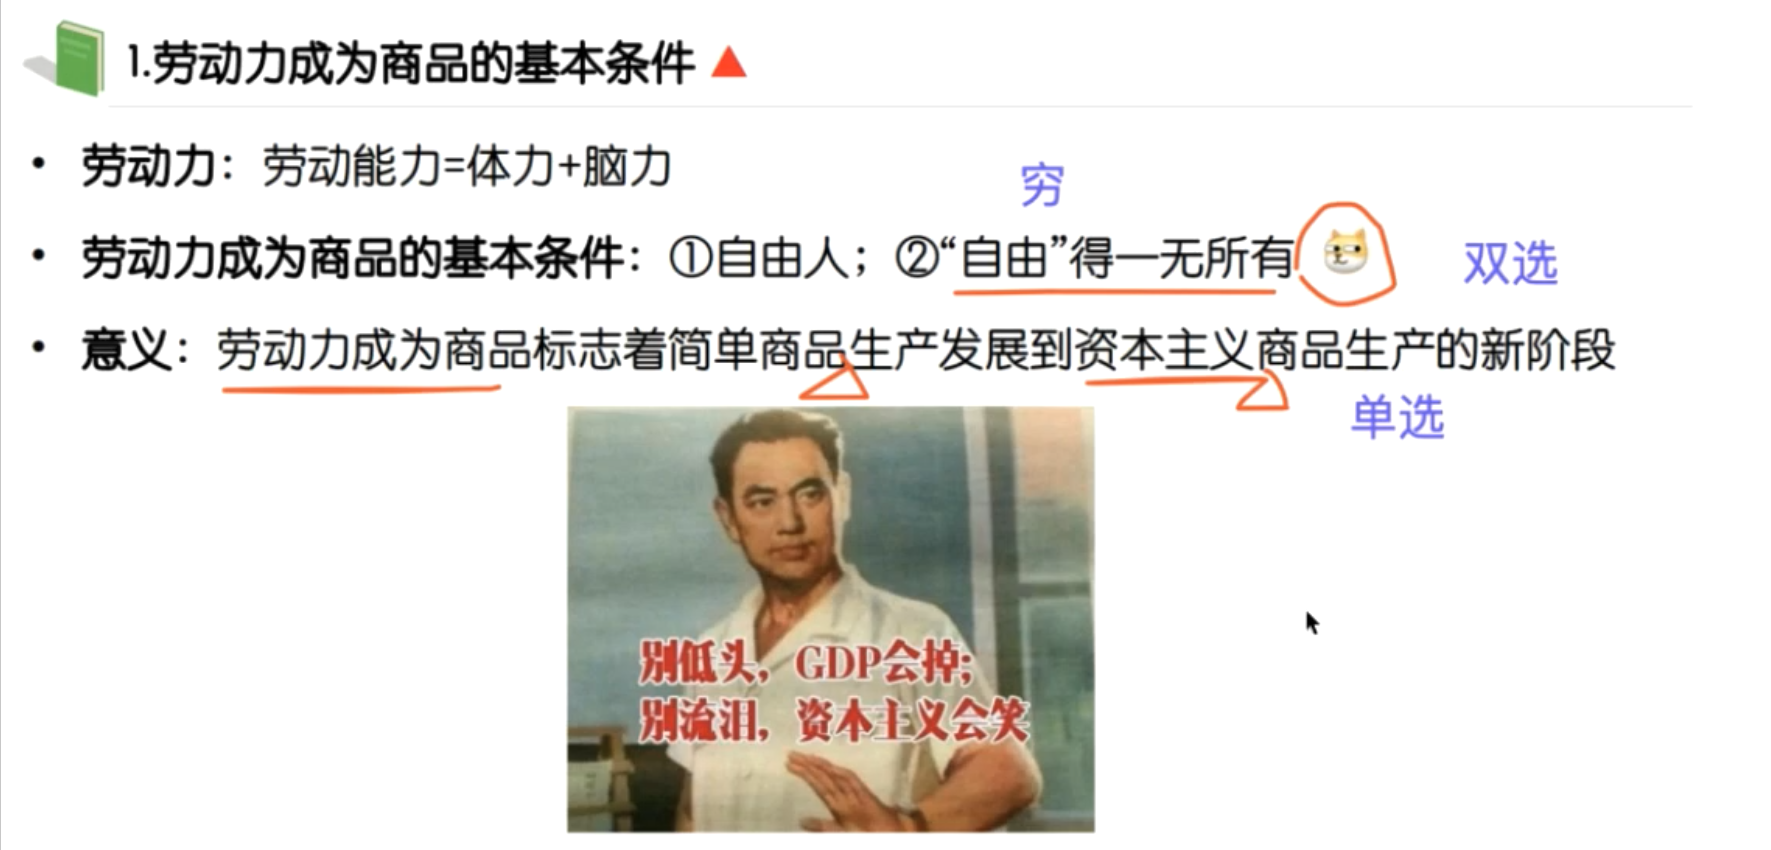 1.劳动力成为商品的基本条件
• 劳动力：劳动能力=体力+脑力
穷
• 劳动力成为商品的基本条件：①自由人；②“自由”得一无所有
双选
• 意义：劳动力成为商品标志着简单商品生产发展到资本主义商品生产的新阶段
单选
别低头，GDP会掉；
别流泪，资本主义会笑